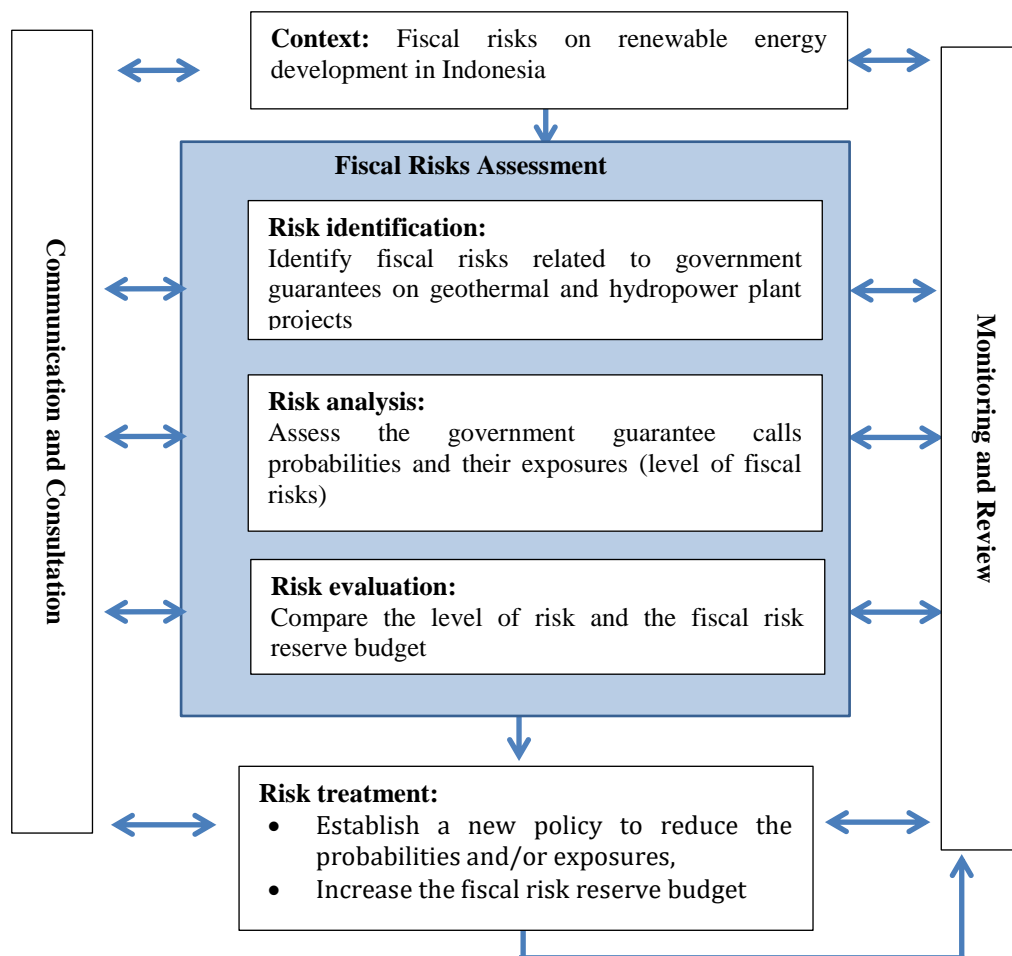 Context: Fiscal risks on renewable energy
development in Indonesia
Fiscal Risks Assessment
Risk identification:
Identify fiscal risks related to government
guarantees on geothermal and hydropower plant
projects
Risk analysis:
Assess the government guarantee calls
probabilities and their exposures (level of fiscal
risks)
Risk evaluation:
Compare the level of risk and the fiscal risk
reserve budget
Risk treatment:
• Establish a new policy to reduce the
probabilities and/or exposures,
• Increase the fiscal risk reserve budget
Communication and Consultation
Monitoring and Review